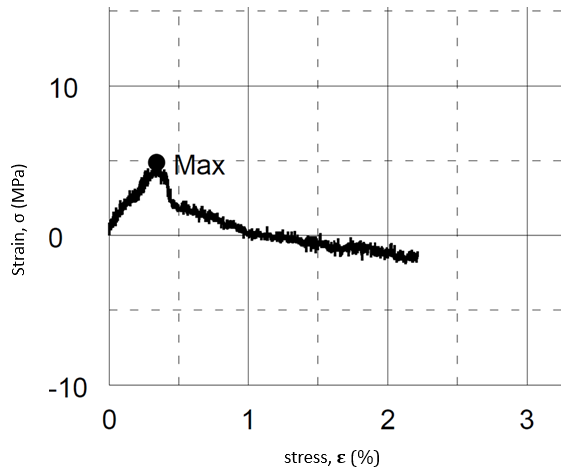 10
Max
Strain, σ (MPa)
0
-10
0 1 2 3
stress, ε (%)